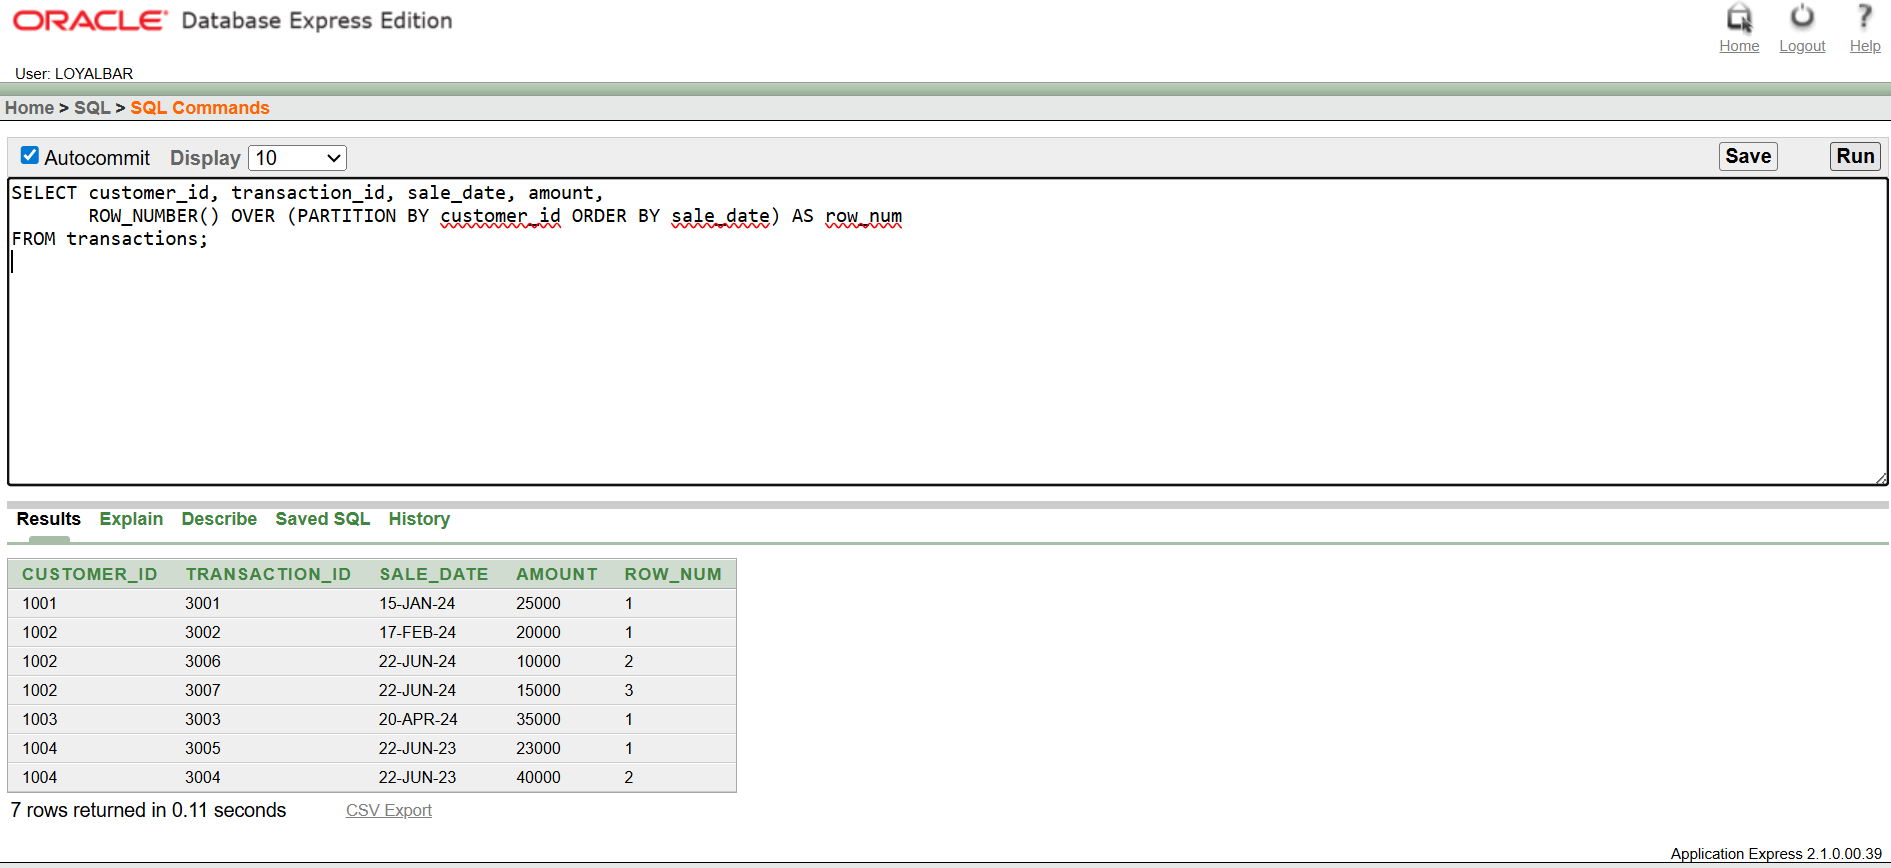 ORACLE® Database Express Edition
Home Logout Help
User: LOYALBAR
Home > SQL > SQL Commands
Autocommit Display 10 Save Run
SELECT customer_id, transaction_id, sale_date, amount,
       ROW_NUMBER() OVER (PARTITION BY customer_id ORDER BY sale_date) AS row_num
FROM transactions;
Results Explain Describe Saved SQL History
CUSTOMER_ID TRANSACTION_ID SALE_DATE AMOUNT ROW_NUM
1001 3001 15-JAN-24 25000 1
1002 3002 17-FEB-24 20000 1
1002 3006 22-JUN-24 10000 2
1002 3007 22-JUN-24 15000 3
1003 3003 20-APR-24 35000 1
1004 3005 22-JUN-23 23000 1
1004 3004 22-JUN-23 40000 2
7 rows returned in 0.11 seconds CSV Export
Application Express 2.1.0.00.39